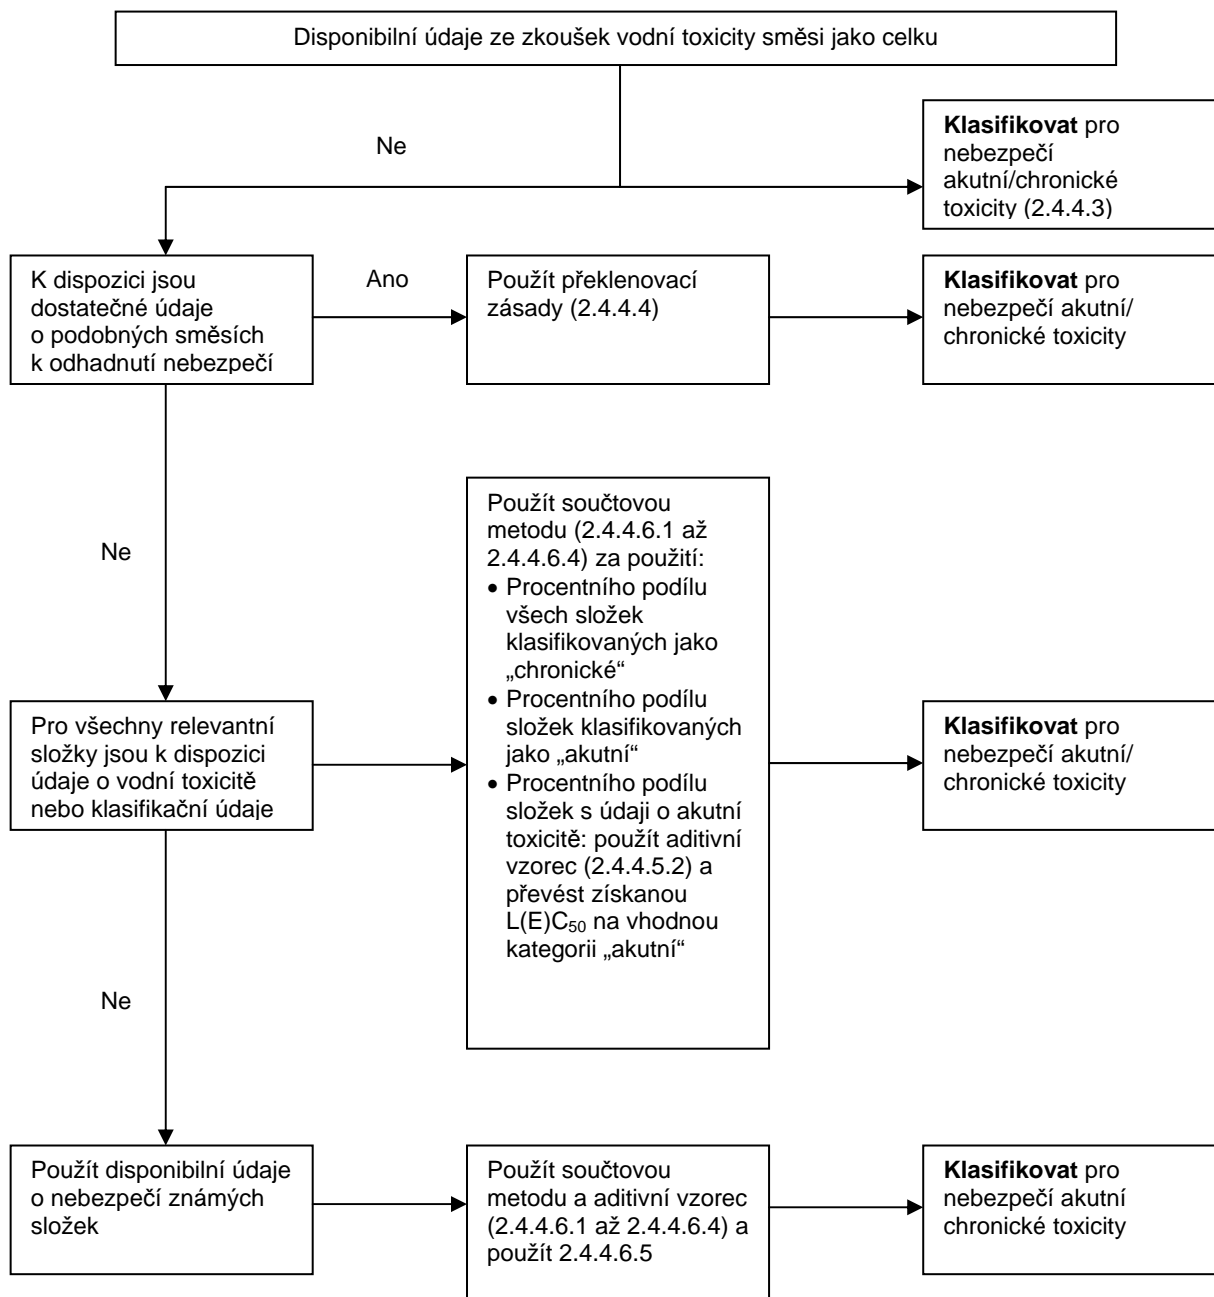 Disponibilní údaje ze zkoušek vodní toxicity směsi jako celku
Ne
Klasifikovat pro
nebezpečí
akutní/chronické
toxicity (2.4.4.3)
K dispozici jsou
dostatečné údaje
o podobných směsích
k odhadnutí nebezpečí
Ano
Použít překlenovací
zásady (2.4.4.4)
Klasifikovat pro
nebezpečí akutní/
chronické toxicity
Ne
Použít součtovou
metodu (2.4.4.6.1 až
2.4.4.6.4) za použití:
• Procentního podílu
všech složek
klasifikovaných jako
„chronické“
• Procentního podílu
složek klasifikovaných
jako „akutní“
• Procentního podílu
složek s údaji o akutní
toxicitě: použít aditivní
vzorec (2.4.4.5.2) a
převést získanou
L(E)C50 na vhodnou
kategorii „akutní“
Pro všechny relevantní
složky jsou k dispozici
údaje o vodní toxicitě
nebo klasifikační údaje
Klasifikovat pro
nebezpečí akutní/
chronické toxicity
Ne
Použít disponibilní údaje
o nebezpečí známých
složek
Použít součtovou
metodu a aditivní vzorec
(2.4.4.6.1 až 2.4.4.6.4) a
použít 2.4.4.6.5
Klasifikovat pro
nebezpečí akutní
chronické toxicity